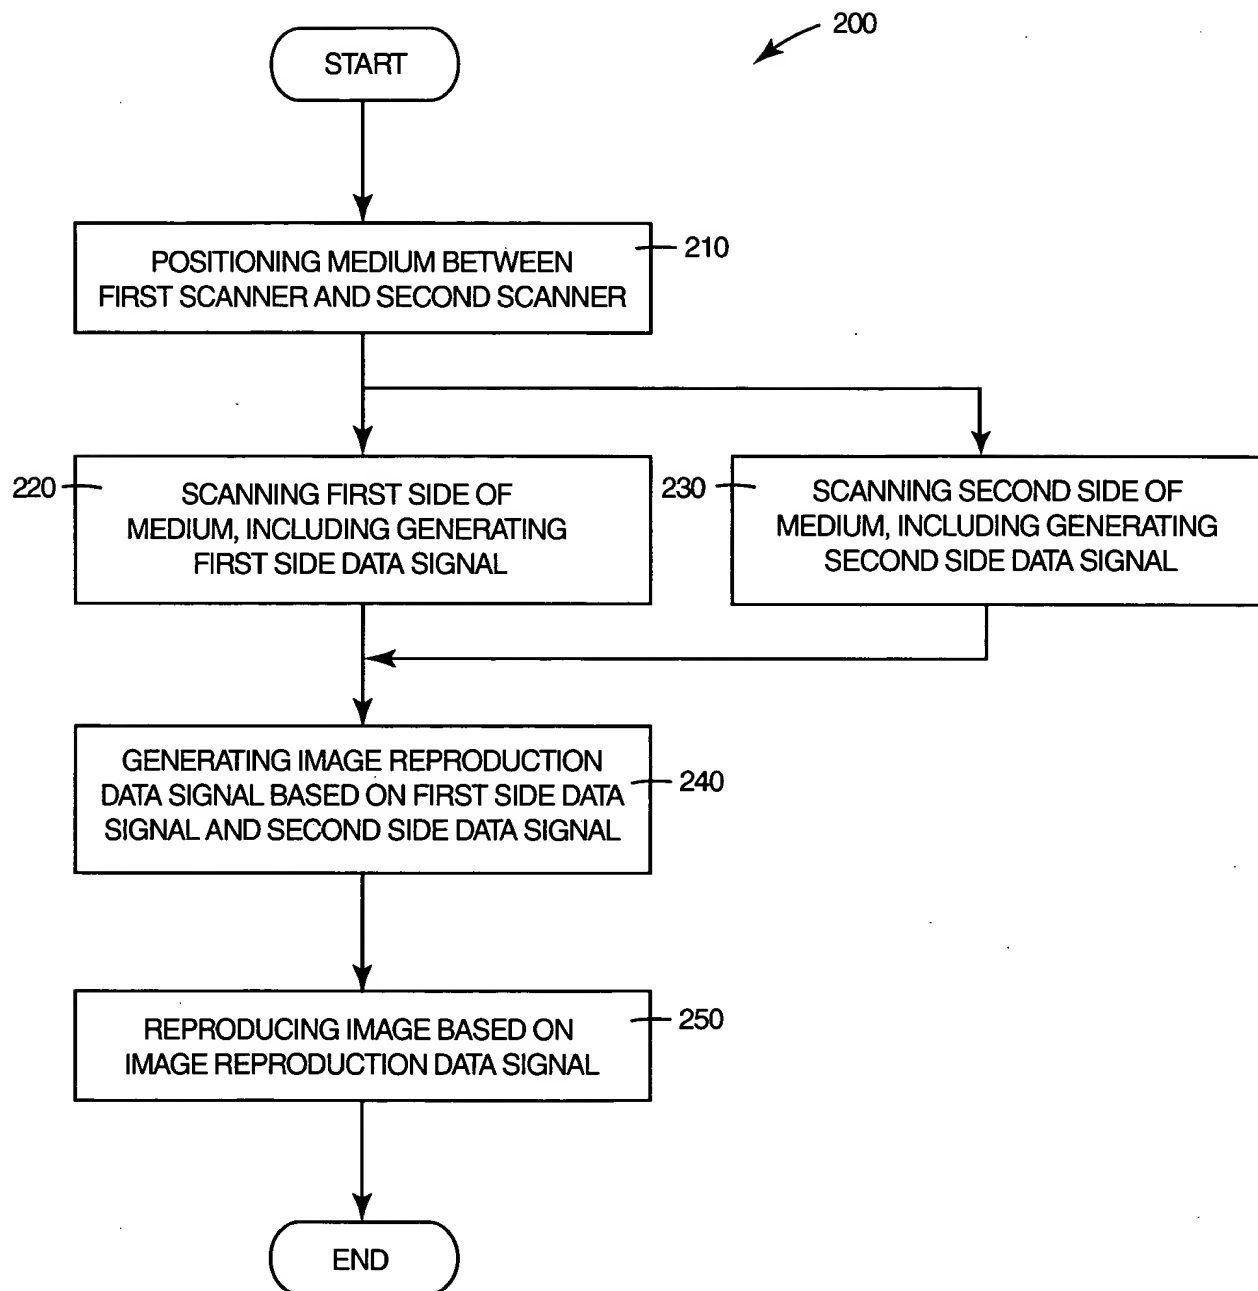 200
START
210
POSITIONING MEDIUM BETWEEN
FIRST SCANNER AND SECOND SCANNER
220
SCANNING FIRST SIDE OF
MEDIUM, INCLUDING GENERATING
FIRST SIDE DATA SIGNAL
230
SCANNING SECOND SIDE OF
MEDIUM, INCLUDING GENERATING
SECOND SIDE DATA SIGNAL
GENERATING IMAGE REPRODUCTION
DATA SIGNAL BASED ON FIRST SIDE DATA
SIGNAL AND SECOND SIDE DATA SIGNAL
240
REPRODUCING IMAGE BASED ON
IMAGE REPRODUCTION DATA SIGNAL
250
END